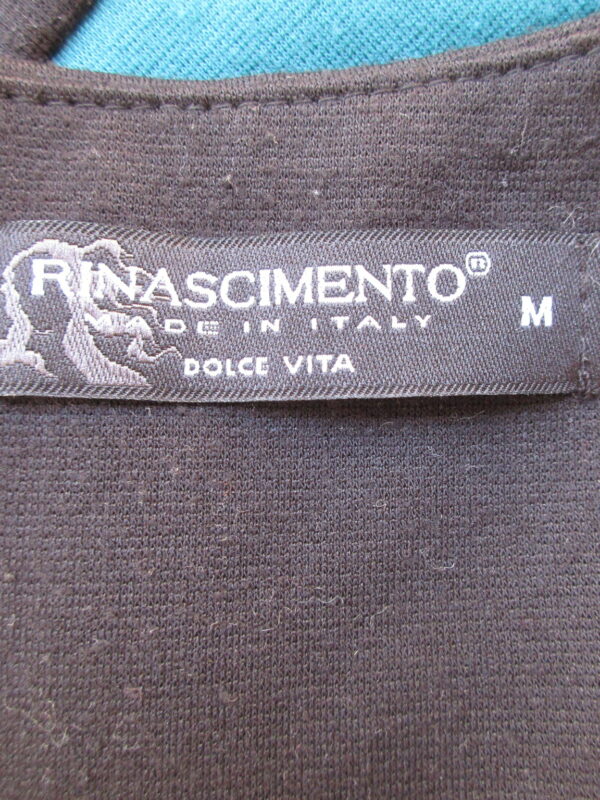 RINASCIMENTO®
MADE IN ITALY
DOLCE VITA
M